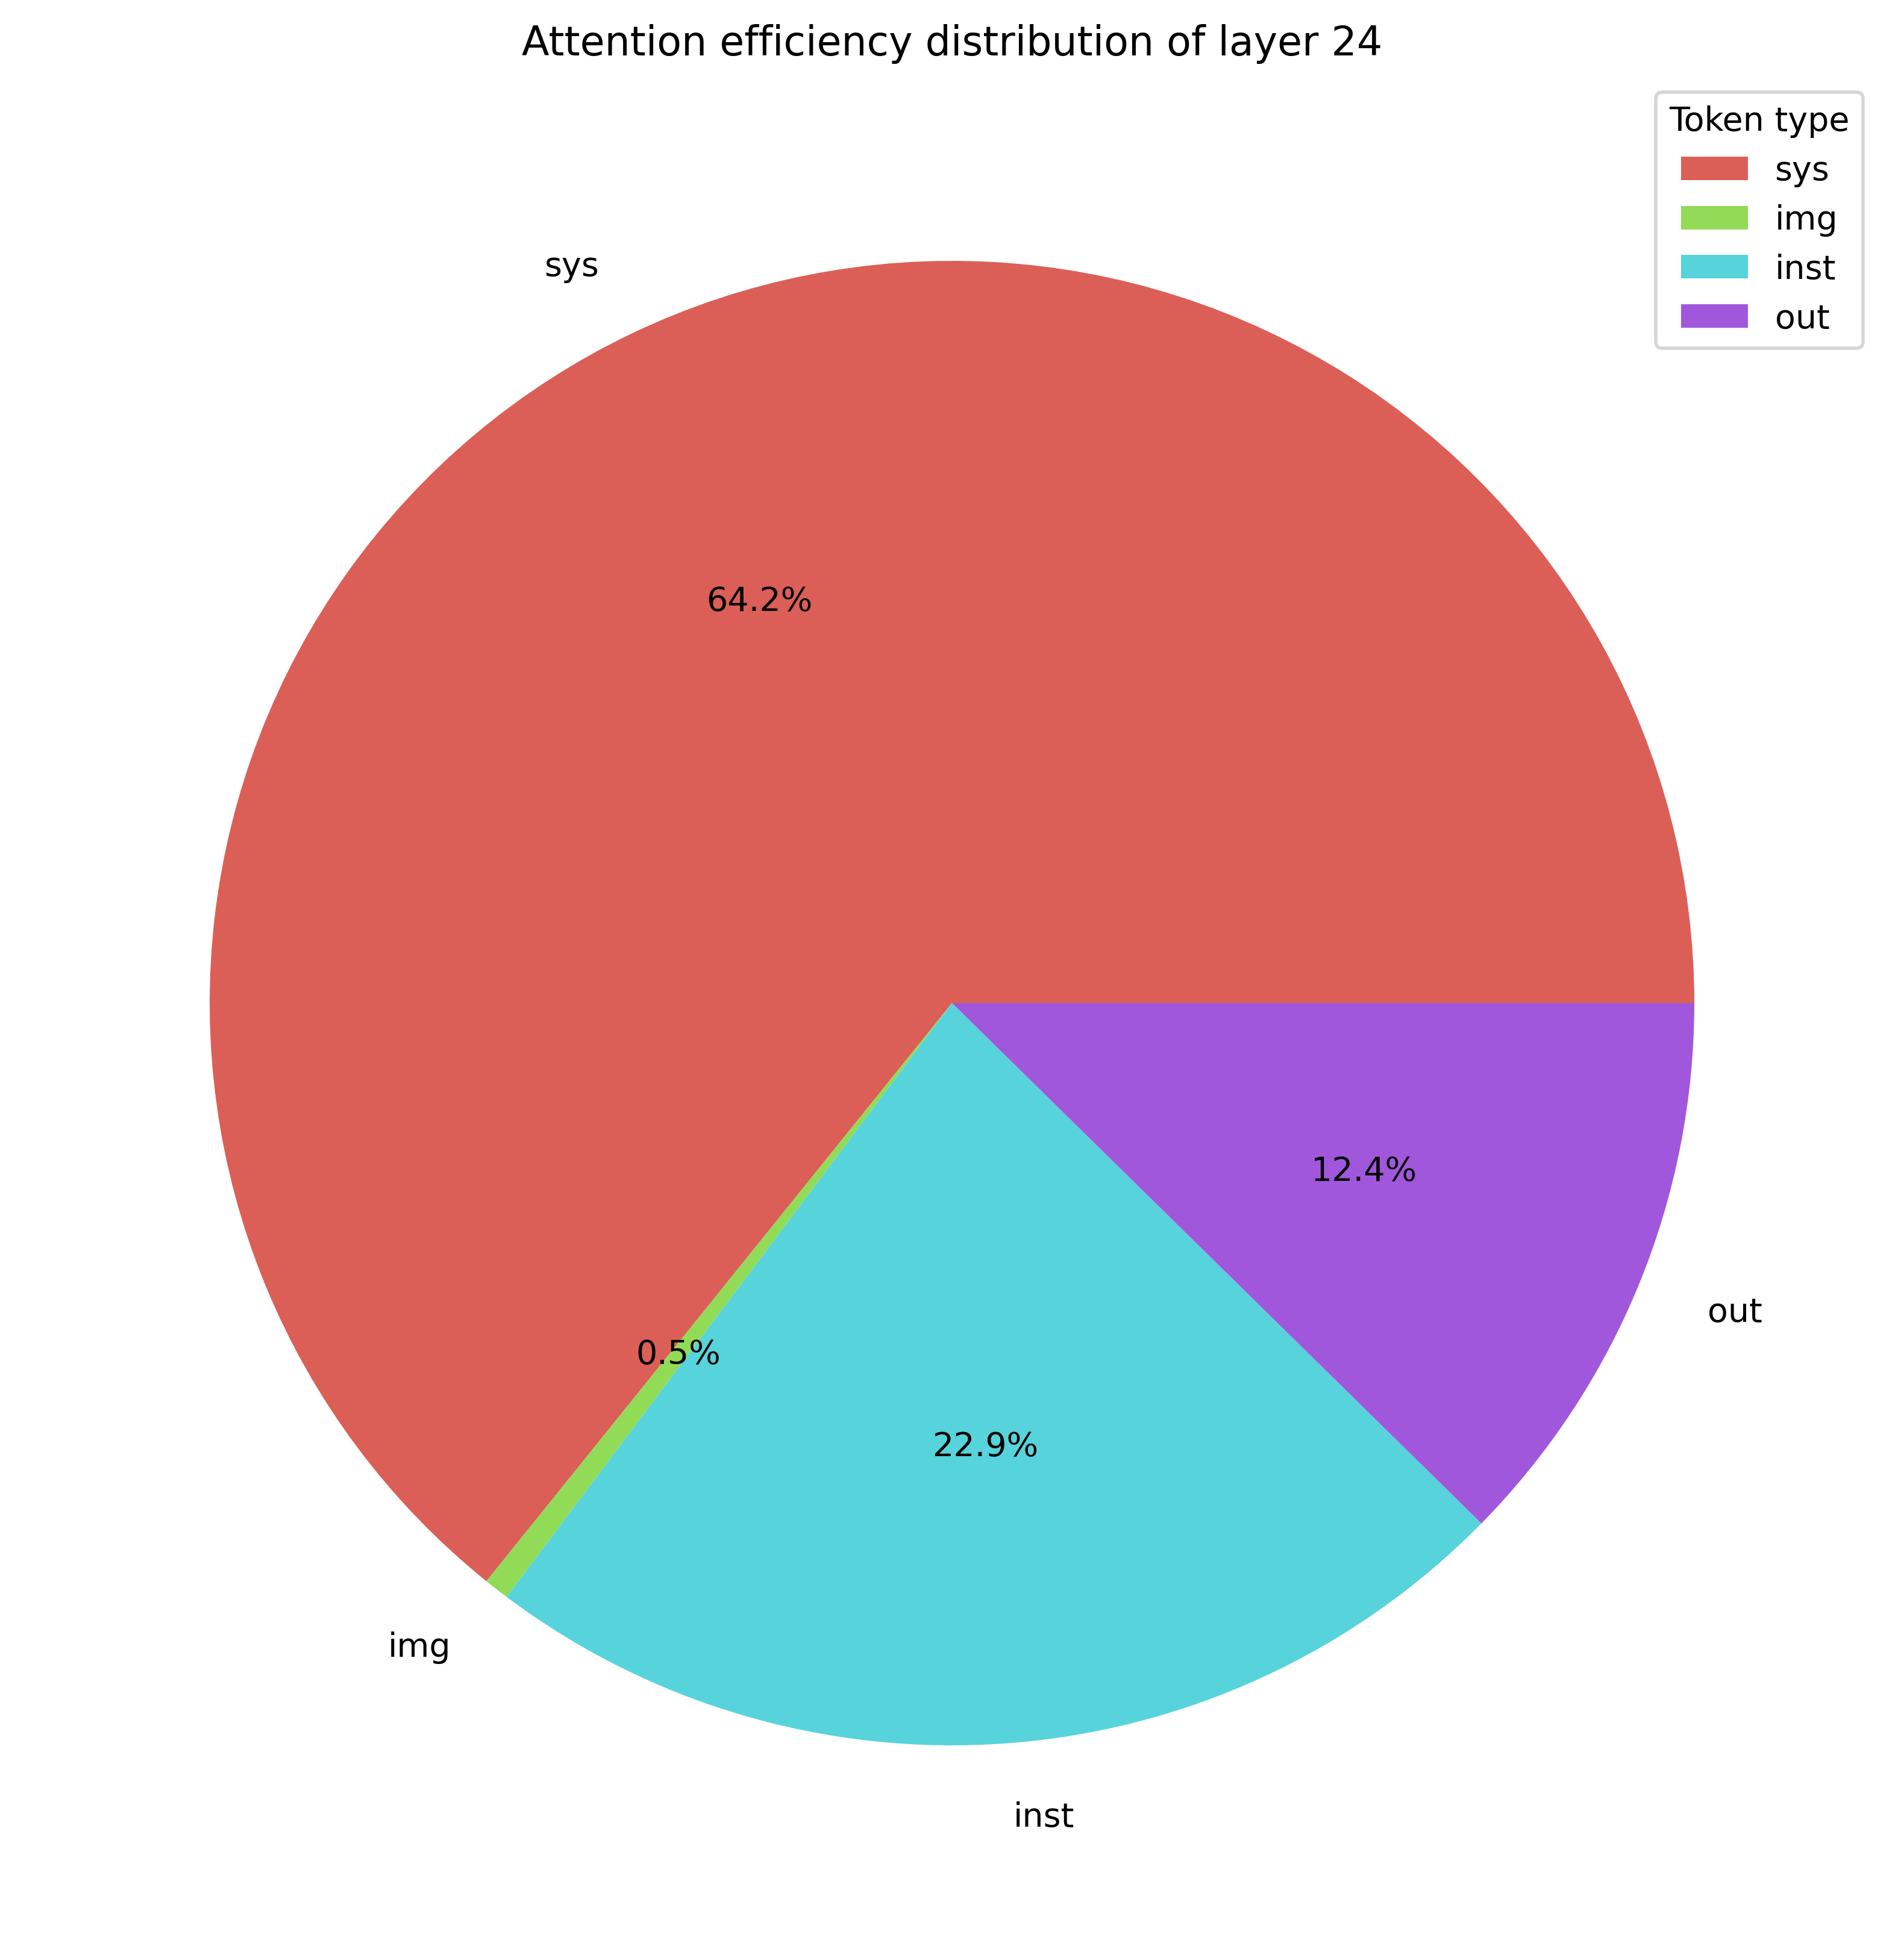 Attention efficiency distribution of layer 24
Token type
sys
img
inst
out
sys
64.2%
12.4%
out
0.5%
22.9%
img
inst